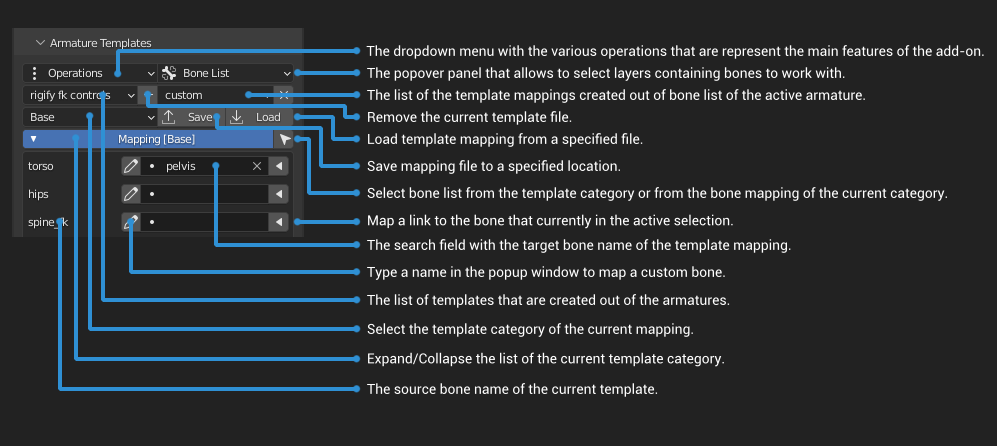 Armature Templates
The dropdown menu with the various operations that are represent the main features of the add-on.
Operations
Bone List
The popover panel that allows to select layers containing bones to work with.
rigify fk controls
custom
The list of the template mappings created out of bone list of the active armature.
Base
Save
Load
Remove the current template file.
Mapping [Base]
Load template mapping from a specified file.
torso
pelvis
Save mapping file to a specified location.
hips
Select bone list from the template category or from the bone mapping of the current category.
spine_fk
Map a link to the bone that currently in the active selection.
The search field with the target bone name of the template mapping.
Type a name in the popup window to map a custom bone.
The list of templates that are created out of the armatures.
Select the template category of the current mapping.
Expand/Collapse the list of the current template category.
The source bone name of the current template.